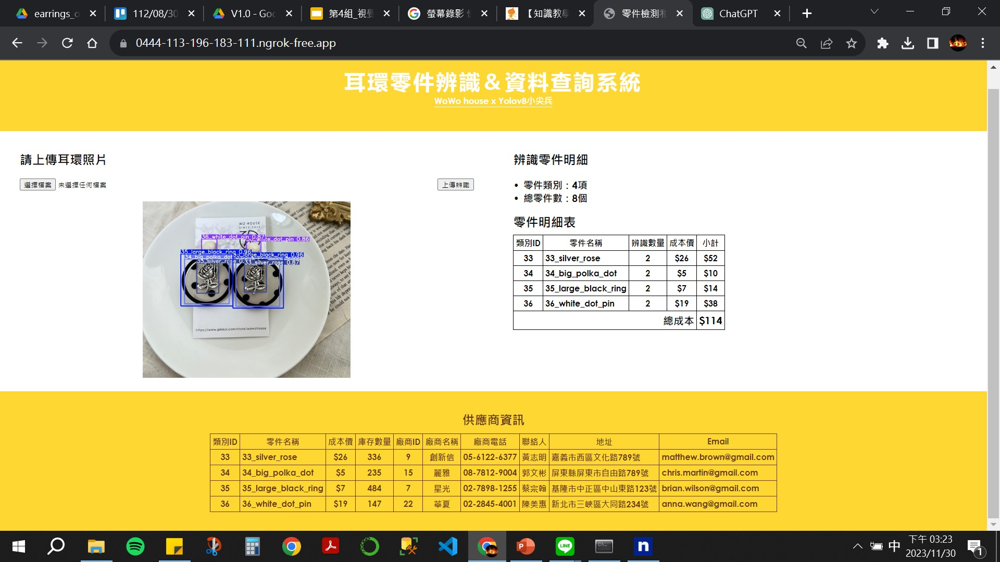 earrings_o
112/08/30
V1.0 - Goo
第4組_視覺
螢幕錄影 快
【知識教學
零件檢測和
ChatGPT
0444-113-196-183-111.ngrok-free.app
耳環零件辨識＆資料查詢系統
WoWo house x Yolov8小尖兵
請上傳耳環照片
選擇檔案 未選擇任何檔案
上傳辨識
WO HOUSE
SINCE 2014
36_white_dot_pin 0.87
white_dot_pin 0.86
35_large_black_ring 0.96
35_large_black_ring 0.96
34_big_polka_dot
33_silver_rose
33_silver_rose 0.87
https://www.pinkoi.com/store/wowohouse
辨識零件明細
• 零件類別：4項
• 總零件數：8個
零件明細表
類別ID 零件名稱 辨識數量 成本價 小計
33 33_silver_rose 2 $26 $52
34 34_big_polka_dot 2 $5 $10
35 35_large_black_ring 2 $7 $14
36 36_white_dot_pin 2 $19 $38
總成本 $114
供應商資訊
類別ID 零件名稱 成本價 庫存數量 廠商ID 廠商名稱 廠商電話 聯絡人 地址 Email
33 33_silver_rose $26 336 9 創新信 05-6122-6377 黃志明 嘉義市西區文化路789號 matthew.brown@gmail.com
34 34_big_polka_dot $5 235 15 麗雅 08-7812-9004 郭文彬 屏東縣屏東市自由路789號 chris.martin@gmail.com
35 35_large_black_ring $7 484 7 星光 02-7898-1255 蔡宗翰 基隆市中正區中山東路123號 brian.wilson@gmail.com
36 36_white_dot_pin $19 147 22 華夏 02-2845-4001 陳美惠 新北市三峽區大同路234號 anna.wang@gmail.com
中
下午 03:23
2023/11/30
1